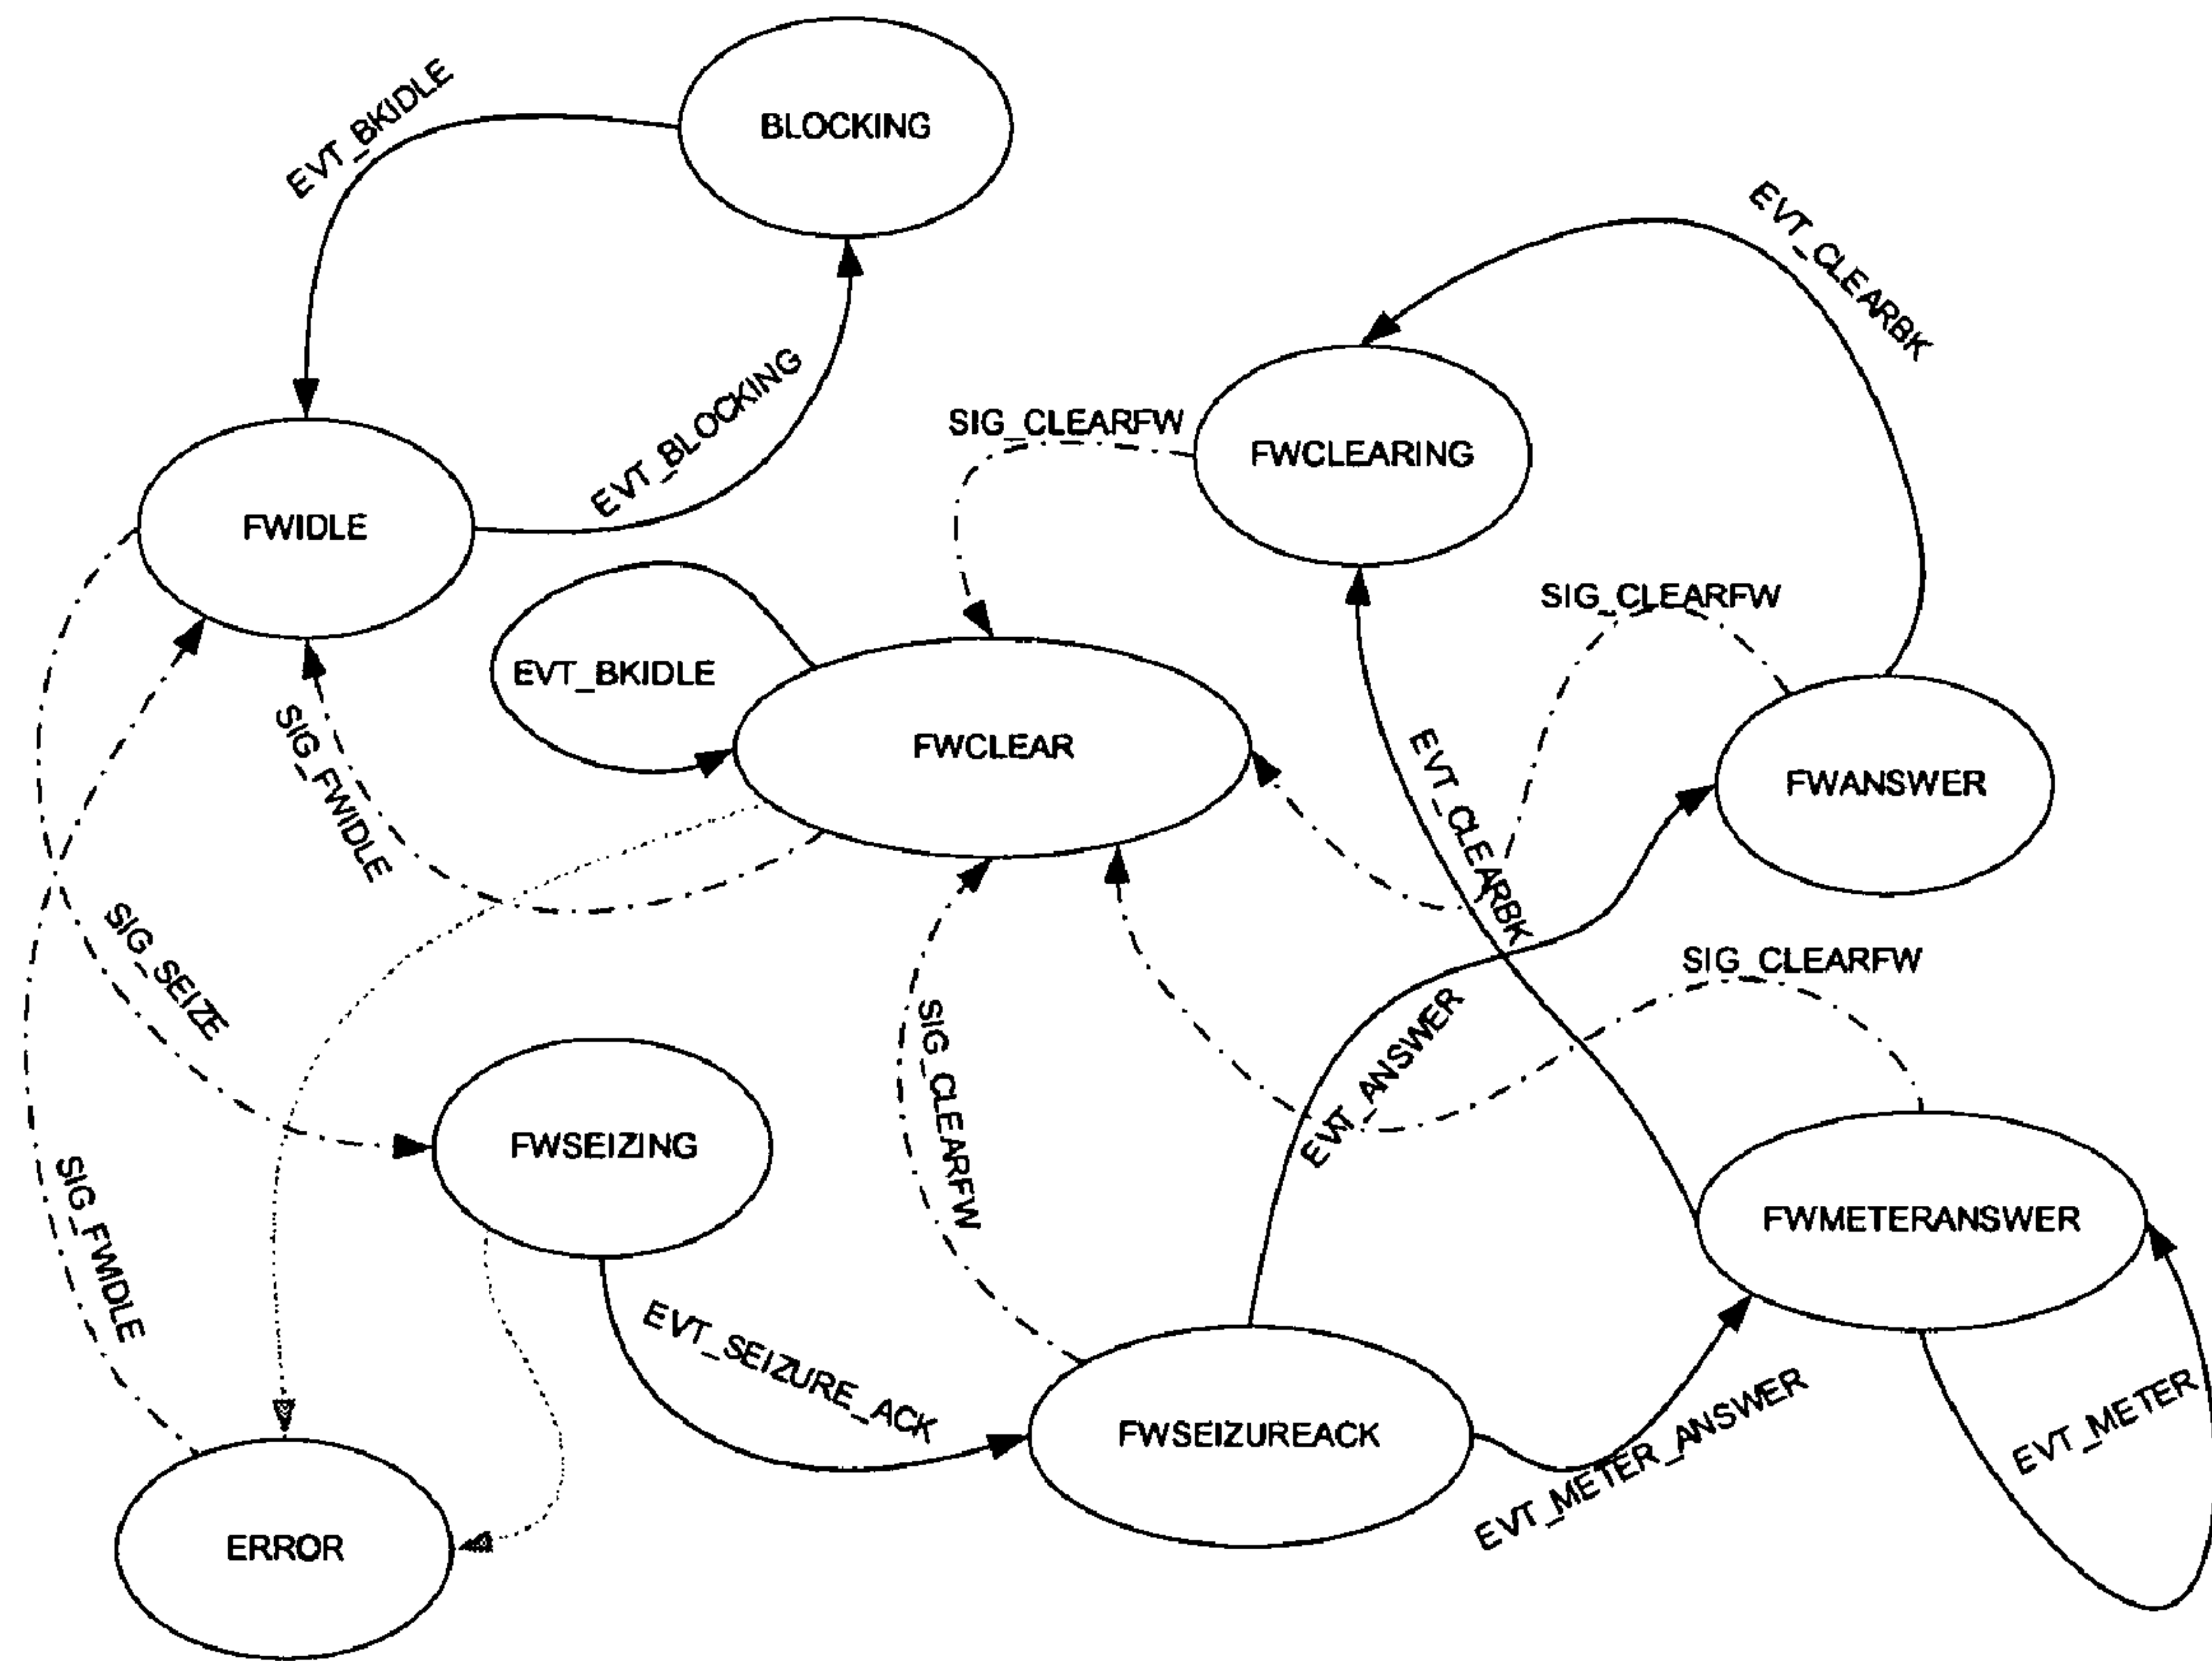 EVT_BKIDLE
BLOCKING
EVT_CLEARBK
EVT_BLOCKING
SIG_CLEARFW
FWCLEARING
FWIDLE
SIG_CLEARFW
EVT_BKIDLE
SIG_FWIDLE
FWCLEAR
EVT_CLEARBK
FWANSWER
SIG_SEIZE
SIG_CLEARFW
EVT_ANSWER
SIG_CLEARFW
FWSEIZING
SIG_FWIDLE
FWMETERANSWER
EVT_SEIZURE_ACK
FWSEIZUREACK
EVT_METER_ANSWER
EVT_METER
ERROR